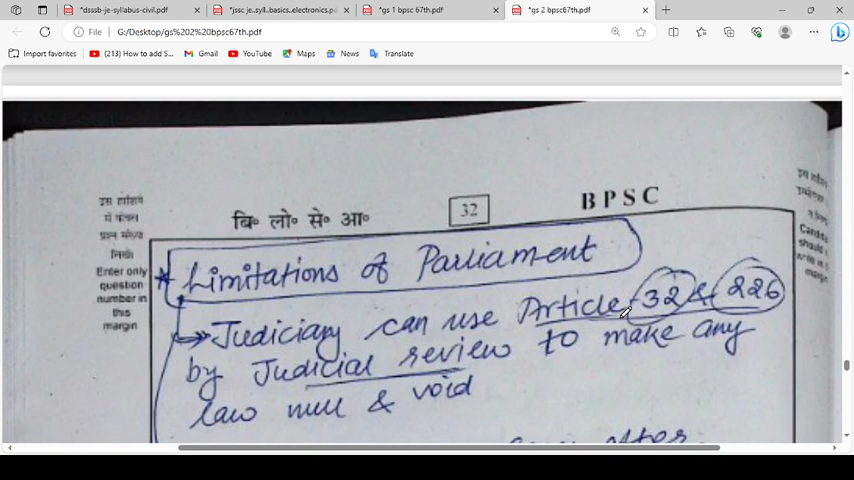 *dsssb-je-syllabus-civil.pdf
*jssc je.syll..basics..electronics.pc
*gs 1 bpsc 67th.pdf
*gs 2 bpsc67th.pdf
File
G:/Desktop/gs%202%20bpsc67th.pdf
Import favorites
(213) How to add S...
Gmail
YouTube
Maps
News
Translate
इस हाशिये
में केवल
प्रश्न संख्या
लिखें
Enter only
question
number in
this
margin
बि० लो० से० आ०
32
BPSC
Limitations of Parliament
Judiciary can use Article-32 & 226
by Judicial review to make any
law null & void